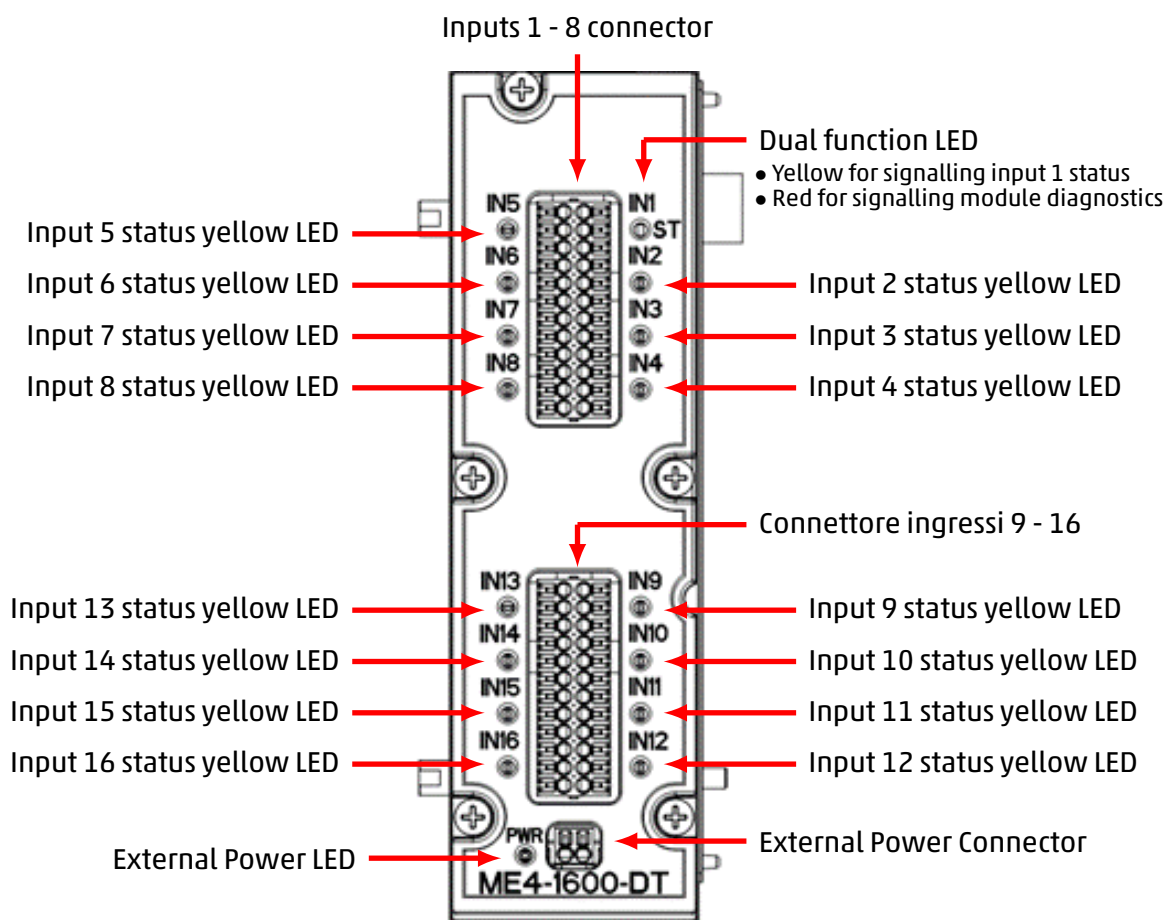 Inputs 1 - 8 connector
Dual function LED
• Yellow for signalling input 1 status
• Red for signalling module diagnostics
IN5
IN1
Input 5 status yellow LED
ST
IN6
IN2
Input 6 status yellow LED
Input 2 status yellow LED
IN7
IN3
Input 7 status yellow LED
Input 3 status yellow LED
IN8
IN4
Input 8 status yellow LED
Input 4 status yellow LED
Connettore ingressi 9 - 16
IN13
IN9
Input 13 status yellow LED
Input 9 status yellow LED
IN14
IN10
Input 14 status yellow LED
Input 10 status yellow LED
IN15
IN11
Input 15 status yellow LED
Input 11 status yellow LED
IN16
IN12
Input 16 status yellow LED
Input 12 status yellow LED
PWR
External Power Connector
External Power LED
ME4-1600-DT